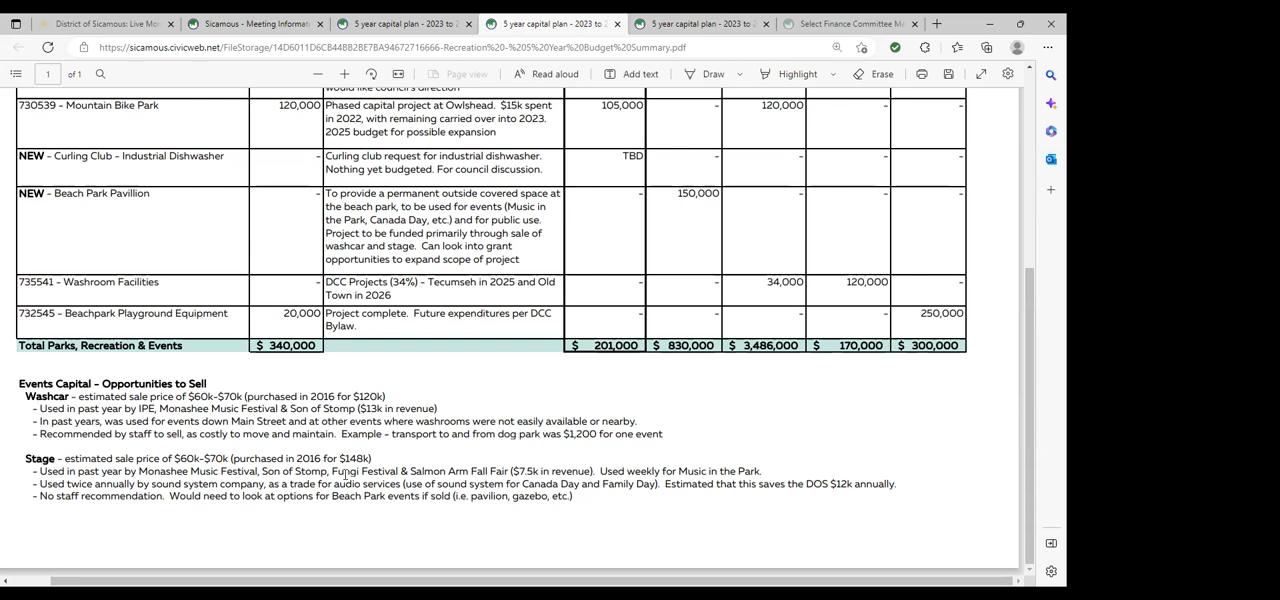 District of Sicamous: Live Mo
Sicamous - Meeting Informat
5 year capital plan - 2023 to 2
5 year capital plan - 2023 to 2
5 year capital plan - 2023 to 2
Select Finance Committee M
https://sicamous.civicweb.net/FileStorage/14D6011D6CB44BB2BE7BA94672716666-Recreation%20-%205%20Year%20Budget%20Summary.pdf
1 of 1 Page view Read aloud Add text Draw Highlight Erase
would like council's direction
730539 - Mountain Bike Park 120,000 Phased capital project at Owlshead. $15k spent 105,000 - 120,000 - -
in 2022, with remaining carried over into 2023.
2025 budget for possible expansion
NEW - Curling Club - Industrial Dishwasher - Curling club request for industrial dishwasher. TBD - - - -
Nothing yet budgeted. For council discussion.
NEW - Beach Park Pavillion - To provide a permanent outside covered space at - 150,000 - - -
the beach park, to be used for events (Music in
the Park, Canada Day, etc.) and for public use.
Project to be funded primarily through sale of
washcar and stage. Can look into grant
opportunities to expand scope of project
735541 - Washroom Facilities - DCC Projects (34%) - Tecumseh in 2025 and Old - - 34,000 120,000 -
Town in 2026
732545 - Beachpark Playground Equipment 20,000 Project complete. Future expenditures per DCC - - - - 250,000
Bylaw.
Total Parks, Recreation & Events $ 340,000 $ 201,000 $ 830,000 $ 3,486,000 $ 170,000 $ 300,000
Events Capital - Opportunities to Sell
Washcar - estimated sale price of $60k-$70k (purchased in 2016 for $120k)
- Used in past year by IPE, Monashee Music Festival & Son of Stomp ($13k in revenue)
- In past years, was used for events down Main Street and at other events where washrooms were not easily available or nearby.
- Recommended by staff to sell, as costly to move and maintain. Example - transport to and from dog park was $1,200 for one event
Stage - estimated sale price of $60k-$70k (purchased in 2016 for $148k)
- Used in past year by Monashee Music Festival, Son of Stomp, Fungi Festival & Salmon Arm Fall Fair ($7.5k in revenue). Used weekly for Music in the Park.
- Used twice annually by sound system company, as a trade for audio services (use of sound system for Canada Day and Family Day). Estimated that this saves the DOS $12k annually.
- No staff recommendation. Would need to look at options for Beach Park events if sold (i.e. pavilion, gazebo, etc.)